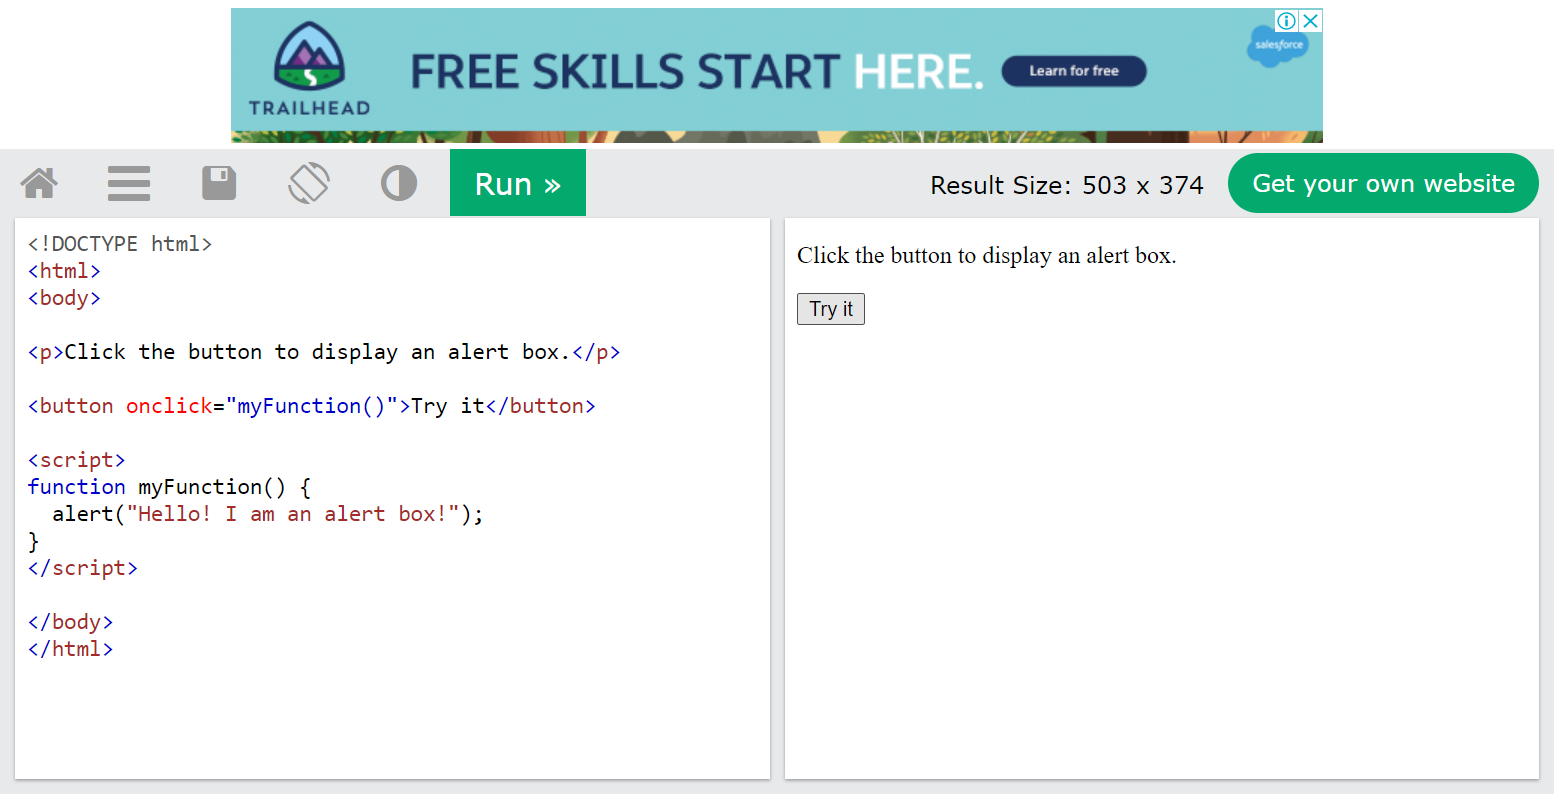 TRAILHEAD
FREE SKILLS START HERE.
Learn for free
salesforce
Run »
Result Size: 503 x 374
Get your own website
<!DOCTYPE html>
<html>
<body>
<p>Click the button to display an alert box.</p>
<button onclick="myFunction()">Try it</button>
<script>
function myFunction() {
  alert("Hello! I am an alert box!");
}
</script>
</body>
</html>
Click the button to display an alert box.
Try it